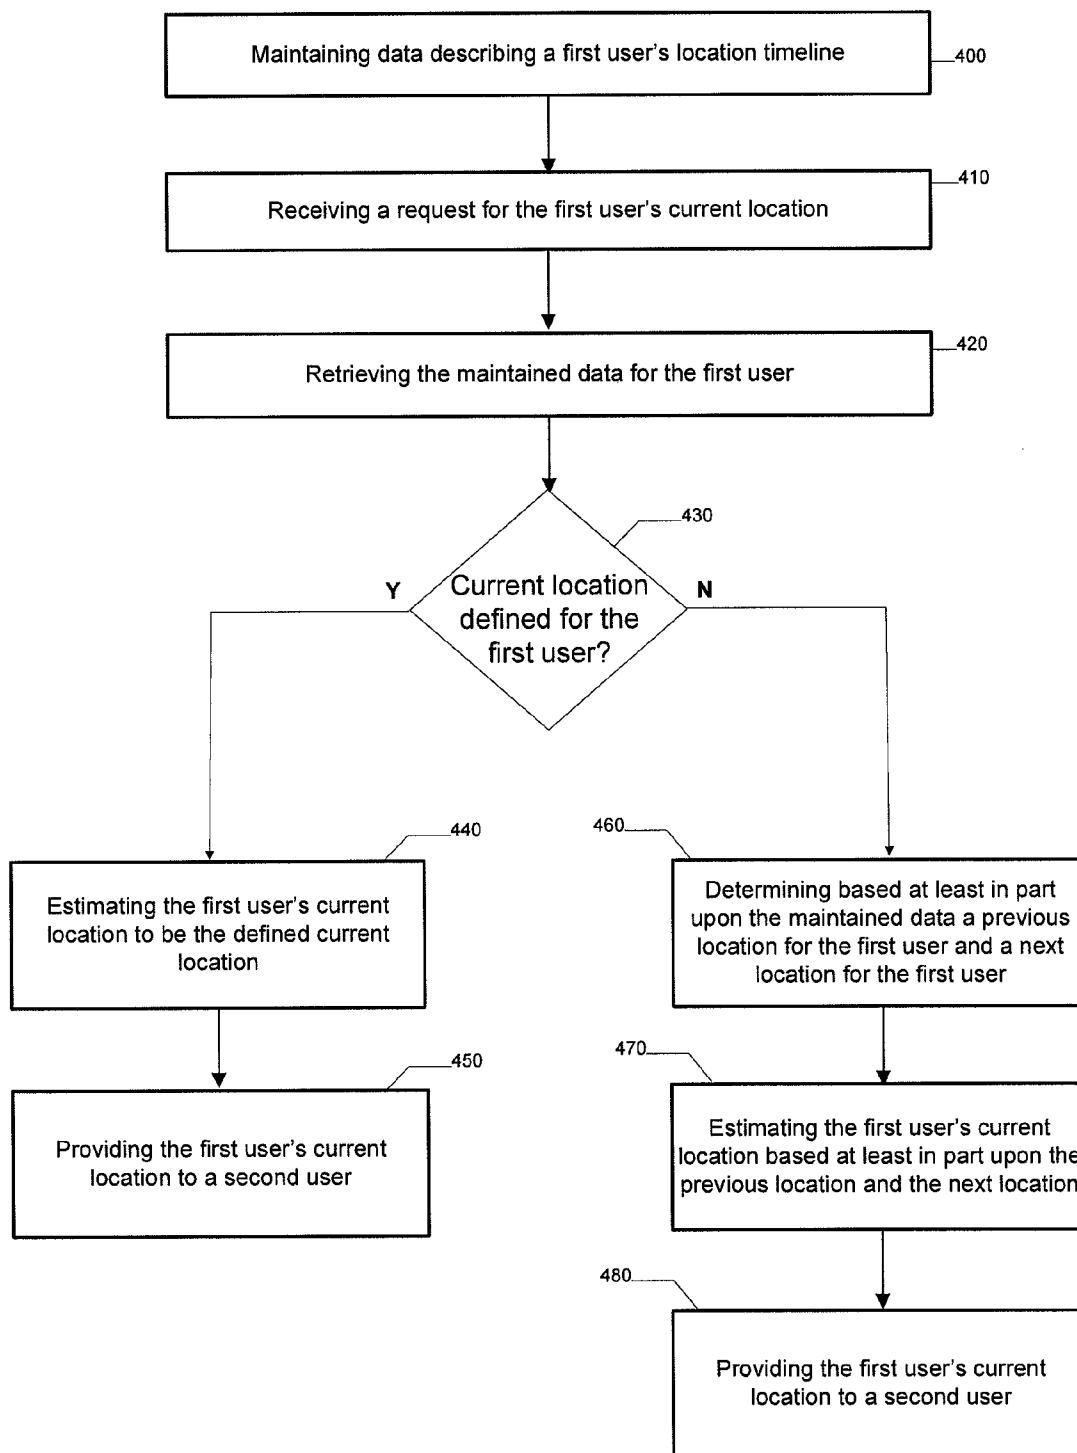 Maintaining data describing a first user's location timeline
400
410
Receiving a request for the first user's current location
420
Retrieving the maintained data for the first user
430
Y
Current location
defined for the
first user?
N
440
Estimating the first user's current
location to be the defined current
location
450
Providing the first user's current
location to a second user
460
Determining based at least in part
upon the maintained data a previous
location for the first user and a next
location for the first user
470
Estimating the first user's current
location based at least in part upon the
previous location and the next location
480
Providing the first user's current
location to a second user